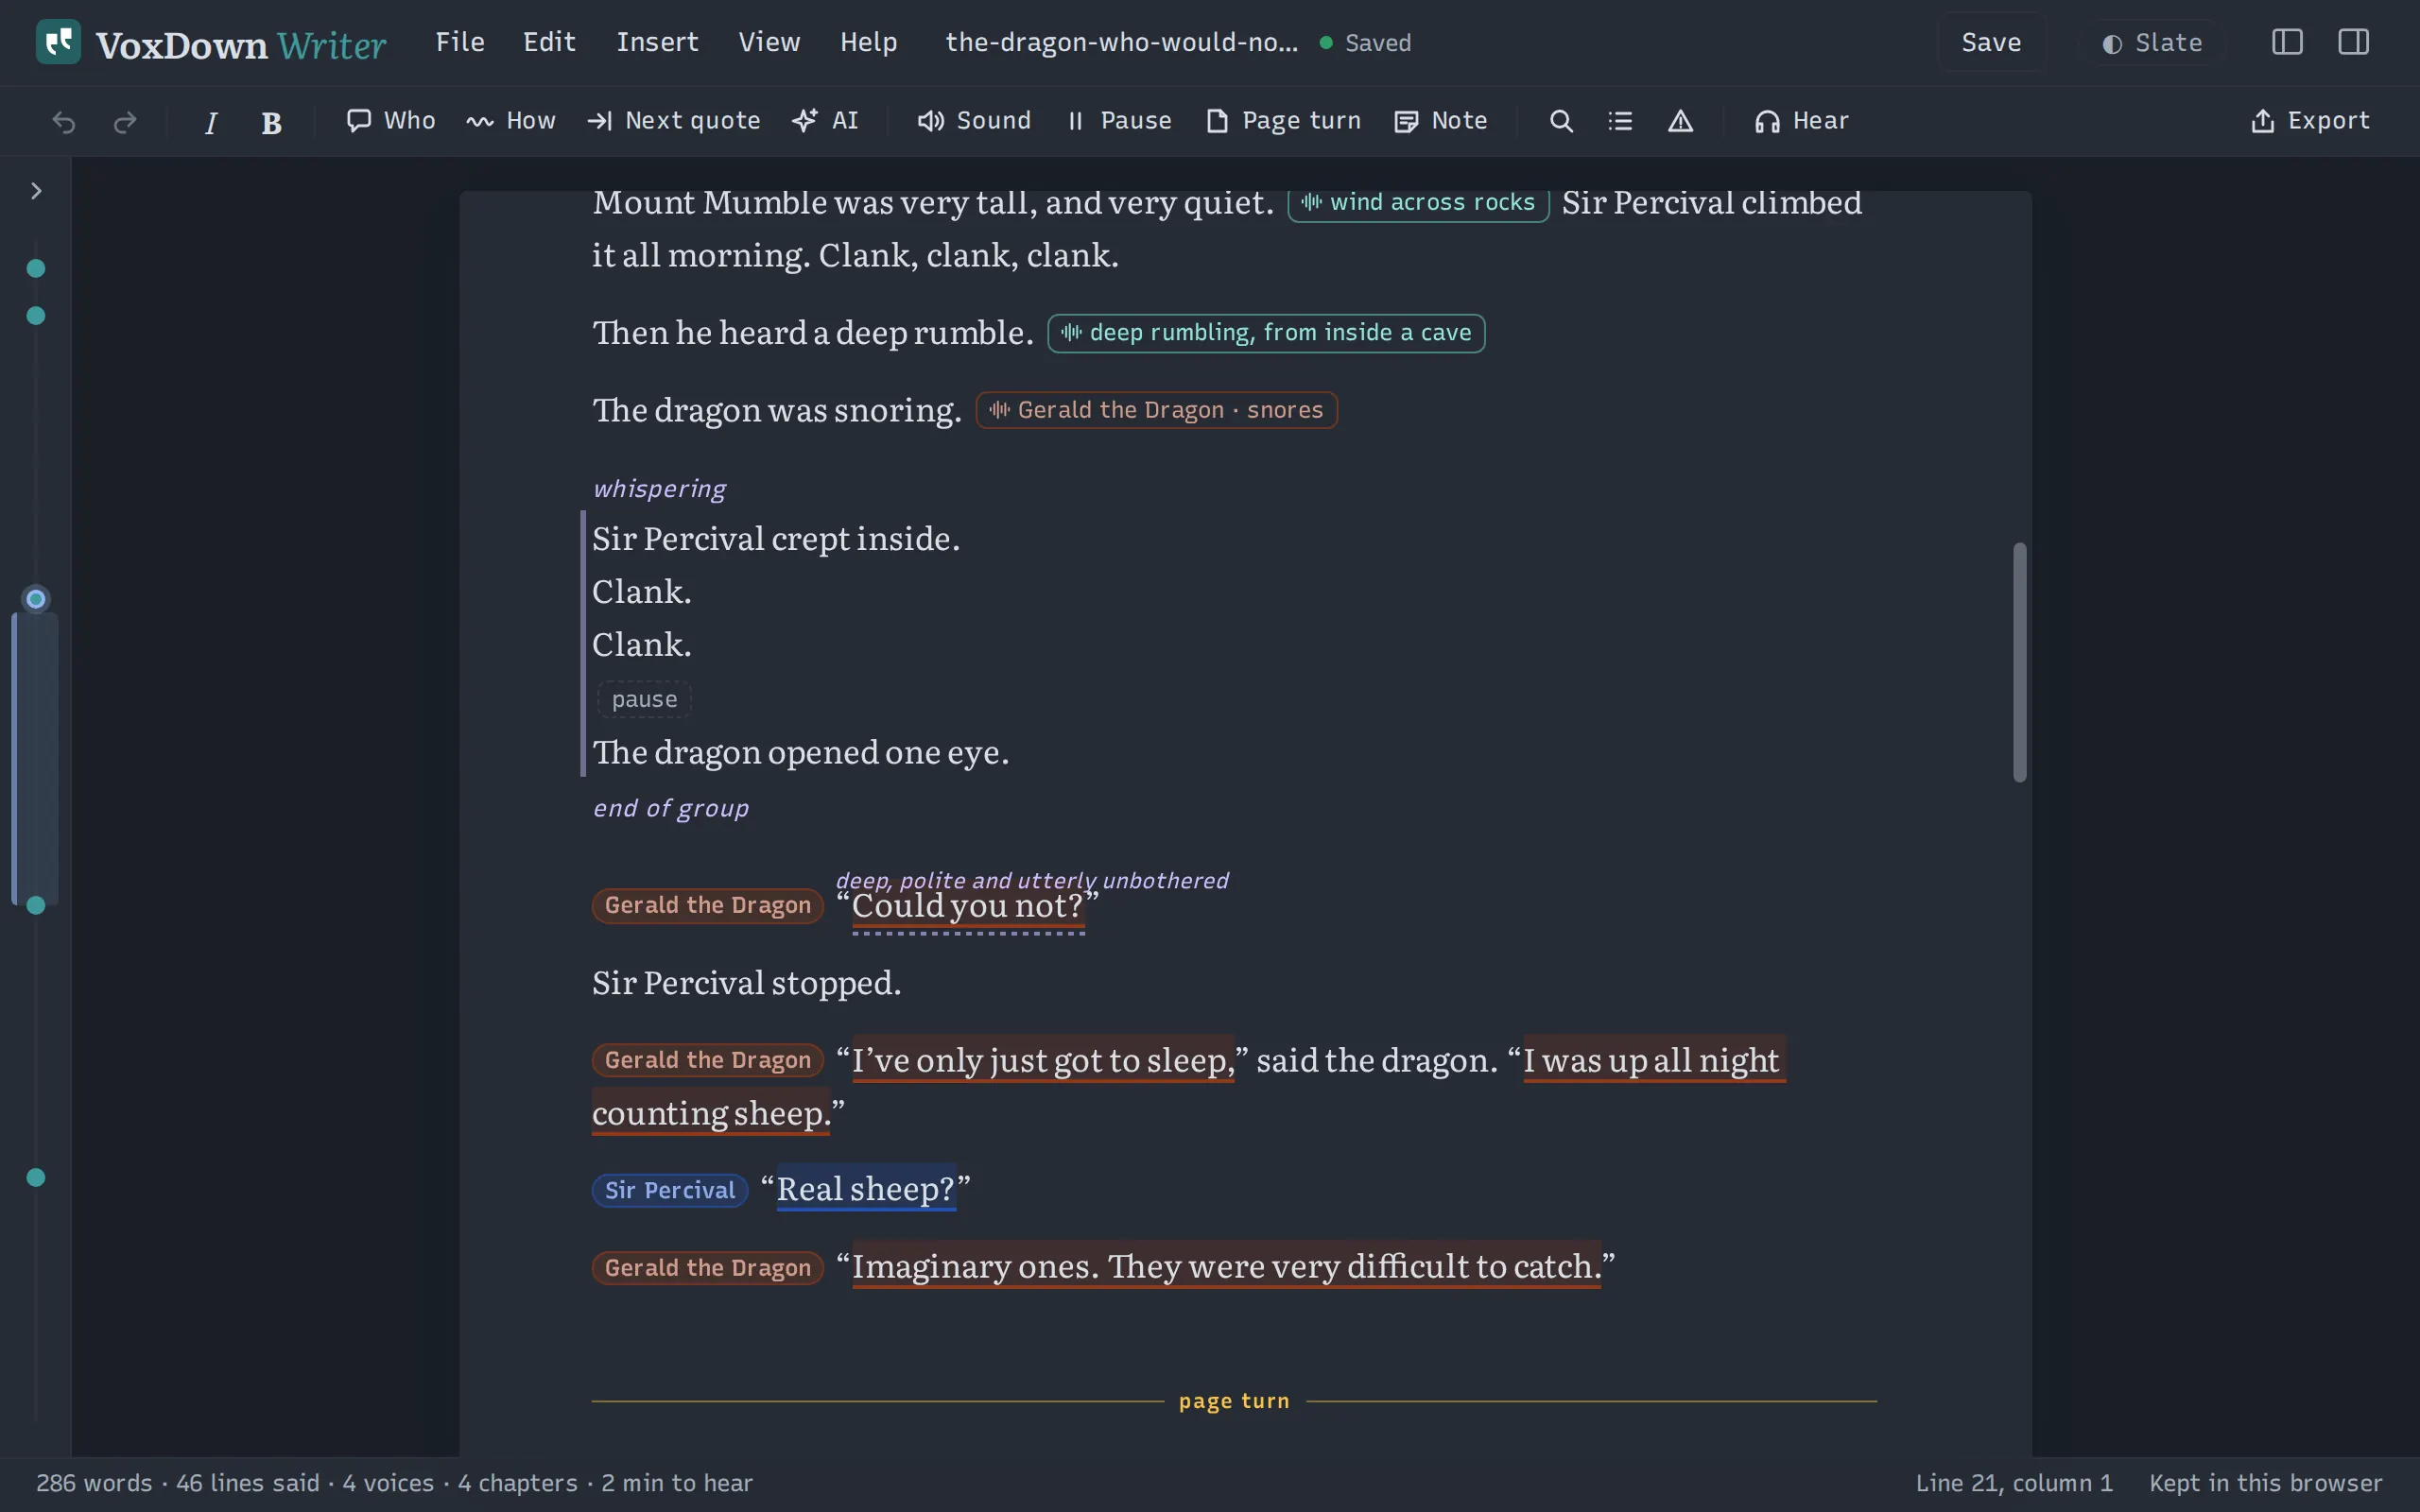 VoxDown Writer File Edit Insert View Help the-dragon-who-would-no... Saved Save Slate
I B Who How Next quote AI Sound Pause Page turn Note Hear Export
Mount Mumble was very tall, and very quiet. wind across rocks Sir Percival climbed
it all morning. Clank, clank, clank.
Then he heard a deep rumble. deep rumbling, from inside a cave
The dragon was snoring. Gerald the Dragon · snores
whispering
Sir Percival crept inside.
Clank.
Clank.
pause
The dragon opened one eye.
end of group
deep, polite and utterly unbothered
Gerald the Dragon “Could you not?”
Sir Percival stopped.
Gerald the Dragon “I’ve only just got to sleep,” said the dragon. “I was up all night
counting sheep.”
Sir Percival “Real sheep?”
Gerald the Dragon “Imaginary ones. They were very difficult to catch.”
page turn
286 words · 46 lines said · 4 voices · 4 chapters · 2 min to hear Line 21, column 1 Kept in this browser